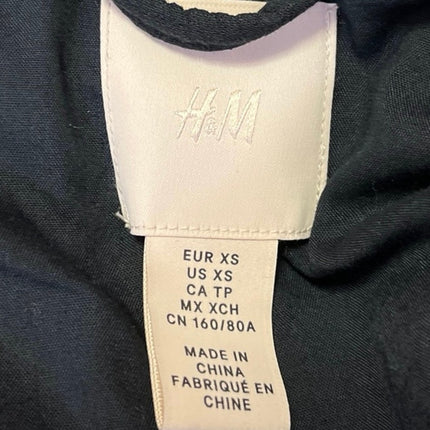 H&M
EUR XS
US XS
CA TP
MX XCH
CN 160/80A
MADE IN
CHINA
FABRIQUÉ EN
CHINE